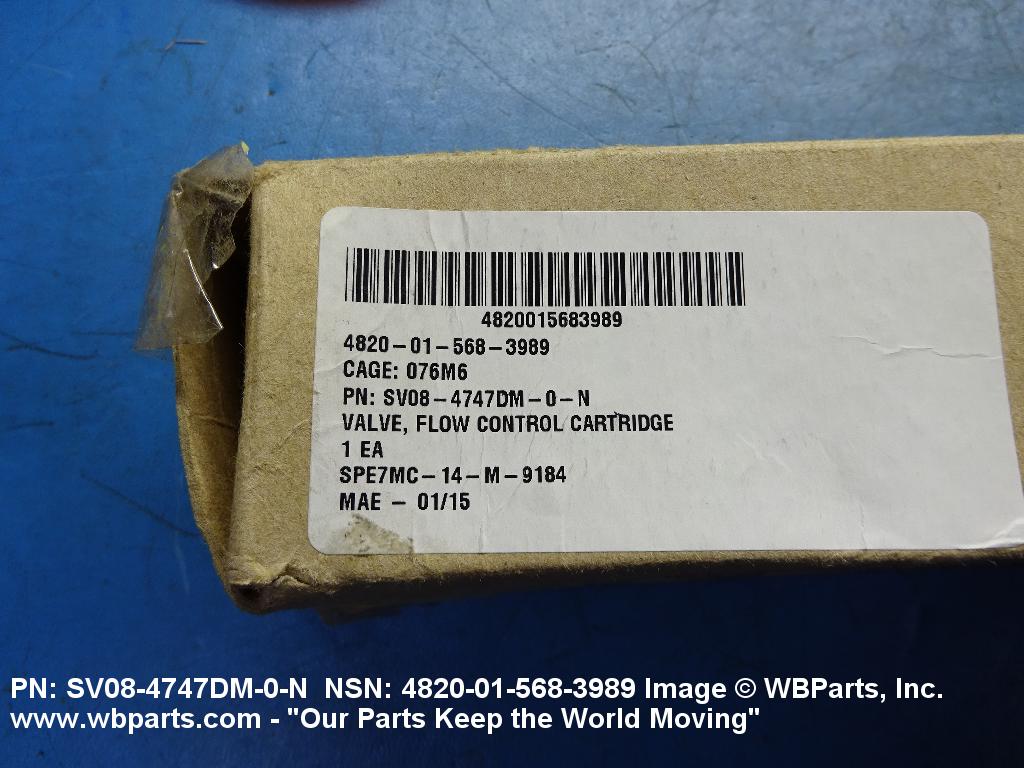 4820015683989
4820-01-568-3989
CAGE: 076M6
PN: SV08-4747DM-0-N
VALVE, FLOW CONTROL CARTRIDGE
1 EA
SPE7MC-14-M-9184
MAE - 01/15
PN: SV08-4747DM-0-N NSN: 4820-01-568-3989 Image © WBParts, Inc.
www.wbparts.com - "Our Parts Keep the World Moving"